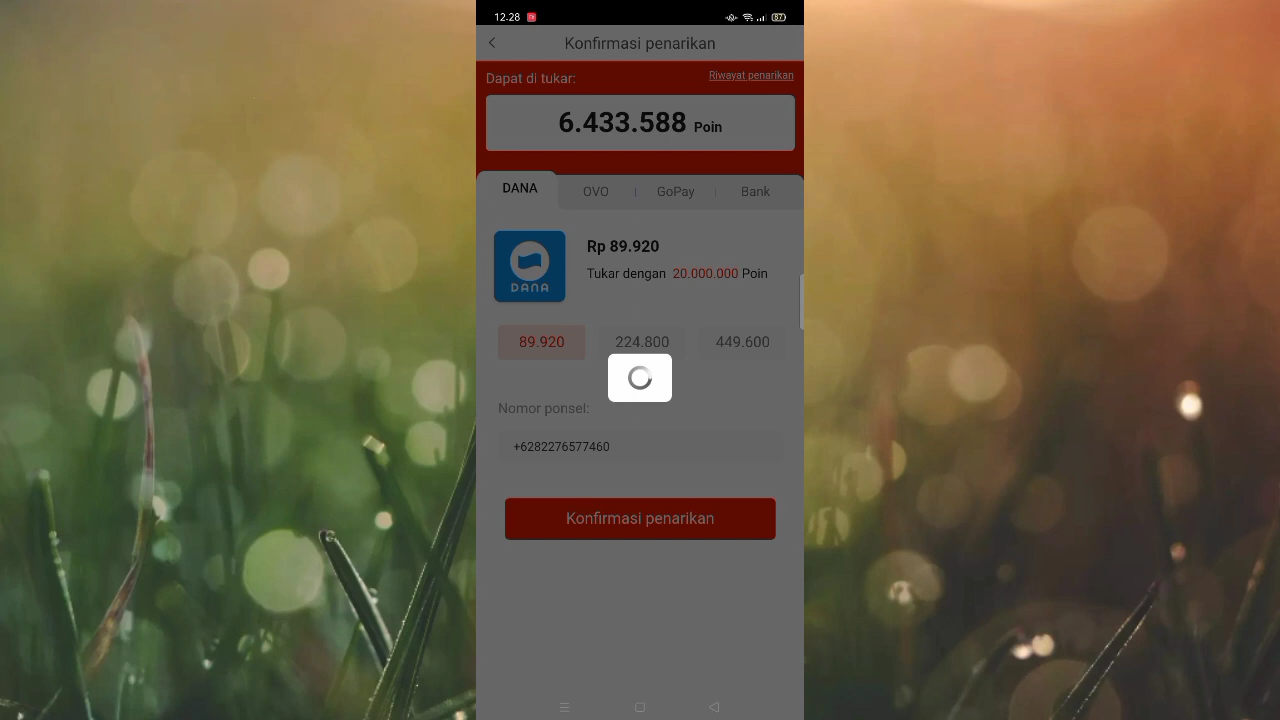 12.28
87
Konfirmasi penarikan
Dapat di tukar:
Riwayat penarikan
6.433.588 Poin
DANA
OVO
GoPay
Bank
DANA
Rp 89.920
Tukar dengan 20.000.000 Poin
89.920
224.800
449.600
Nomor ponsel:
+6282276577460
Konfirmasi penarikan